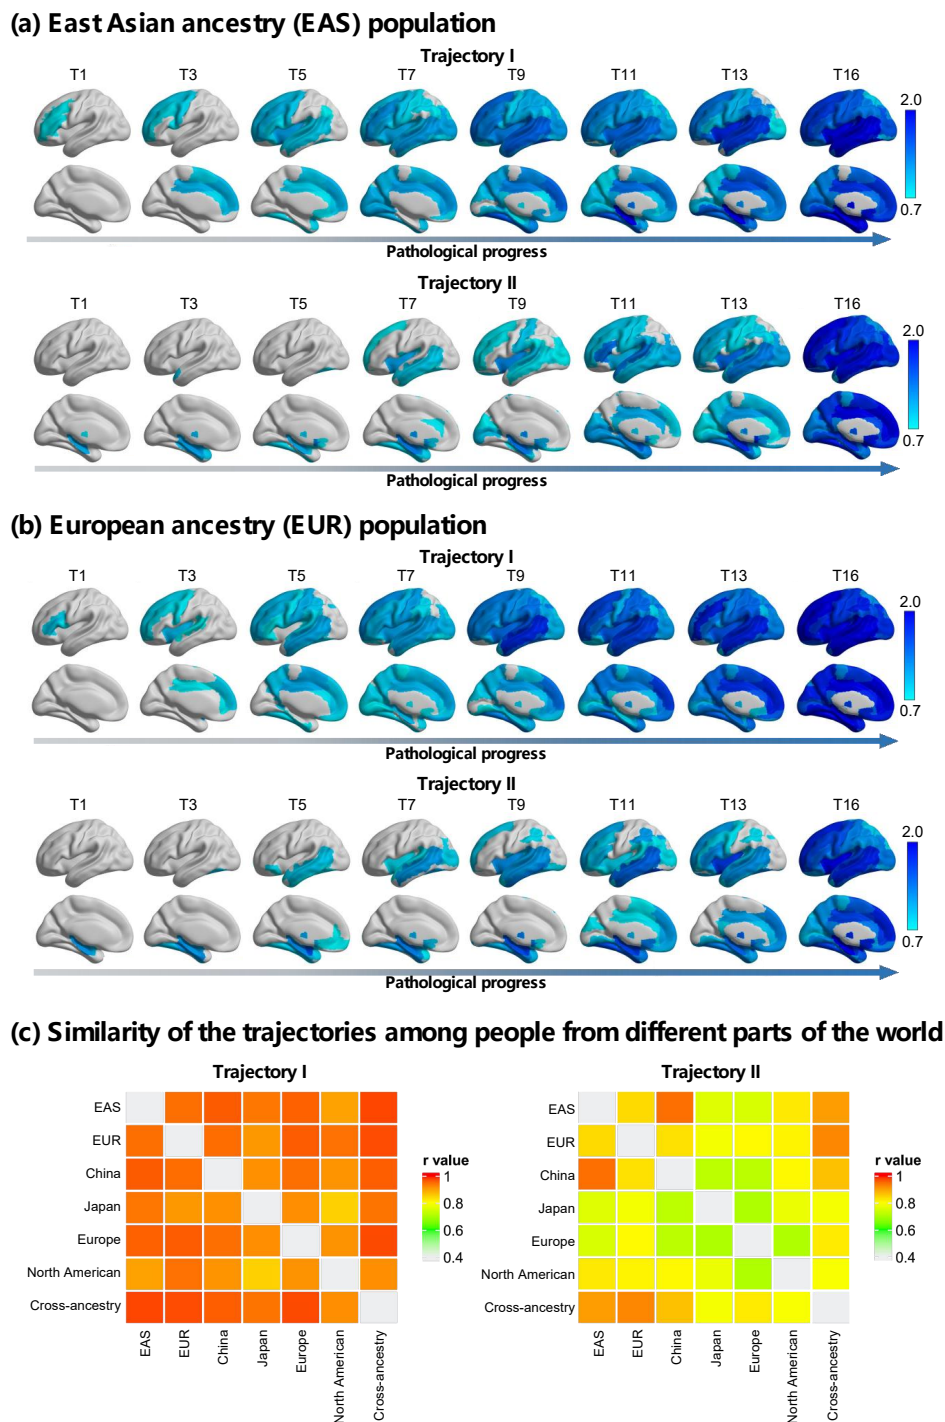 (a) East Asian ancestry (EAS) population
Trajectory I
T1 T3 T5 T7 T9 T11 T13 T16
2.0
0.7
Pathological progress
Trajectory II
T1 T3 T5 T7 T9 T11 T13 T16
2.0
0.7
Pathological progress
(b) European ancestry (EUR) population
Trajectory I
T1 T3 T5 T7 T9 T11 T13 T16
2.0
0.7
Pathological progress
Trajectory II
T1 T3 T5 T7 T9 T11 T13 T16
2.0
0.7
Pathological progress
(c) Similarity of the trajectories among people from different parts of the world
Trajectory I
EAS
EUR
China
Japan
Europe
North American
Cross-ancestry
EAS
EUR
China
Japan
Europe
North American
Cross-ancestry
r value
1
0.8
0.6
0.4
Trajectory II
EAS
EUR
China
Japan
Europe
North American
Cross-ancestry
EAS
EUR
China
Japan
Europe
North American
Cross-ancestry
r value
1
0.8
0.6
0.4